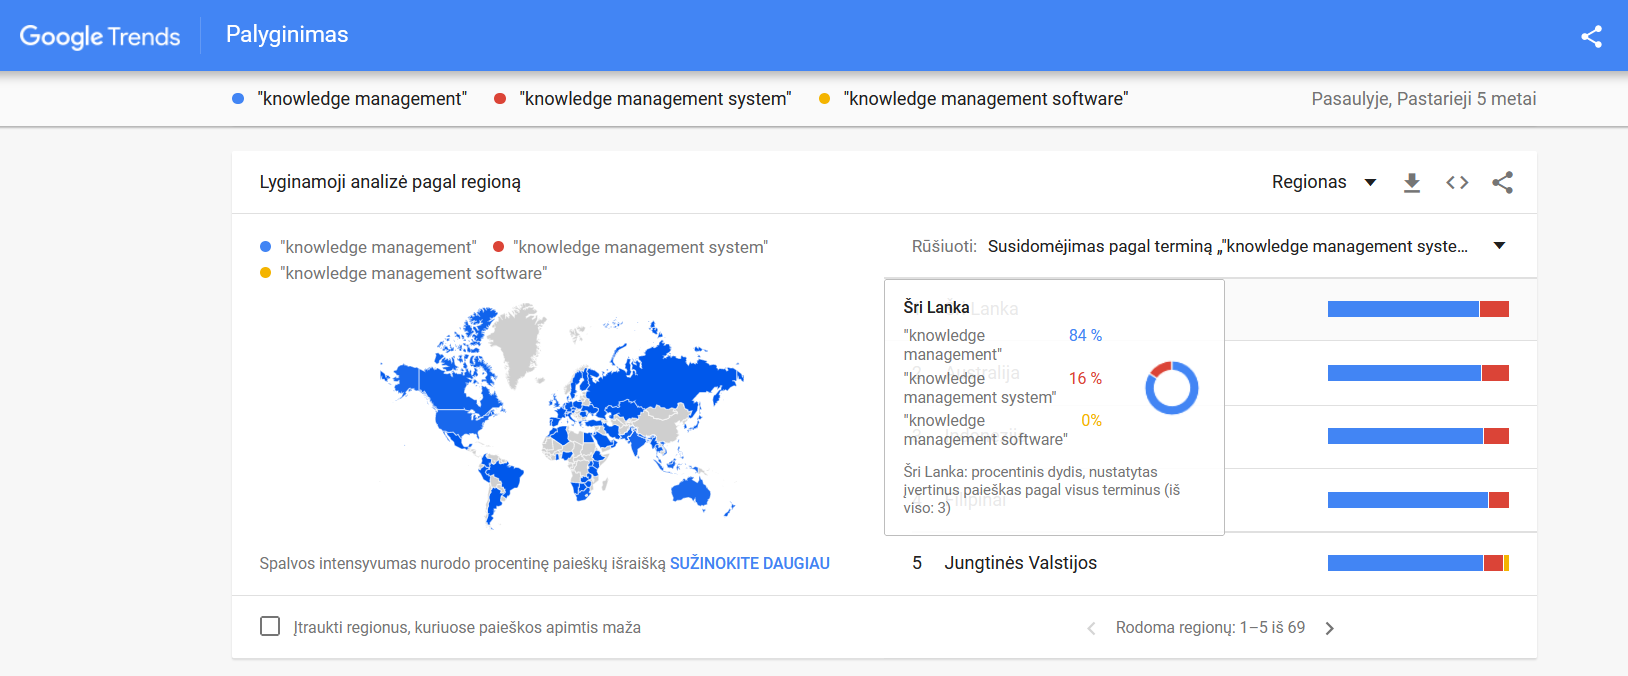 Google Trends
Palyginimas
"knowledge management"
"knowledge management system"
"knowledge management software"
Pasaulyje, Pastarieji 5 metai
Lyginamoji analizė pagal regioną
Regionas
"knowledge management"
"knowledge management system"
"knowledge management software"
Rūšiuoti:
Susidomėjimas pagal terminą „"knowledge management syste...
Šri Lanka
Lanka
"knowledge
management"
84 %
Australija
"knowledge
management system"
16 %
"knowledge
management software"
0%
Šri Lanka: procentinis dydis, nustatytas
įvertinus paieškas pagal visus terminus (iš
viso: 3)
4 Filipinai
5 Jungtinės Valstijos
Spalvos intensyvumas nurodo procentinę paieškų išraišką SUŽINOKITE DAUGIAU
Įtraukti regionus, kuriuose paieškos apimtis maža
Rodoma regionų: 1–5 iš 69